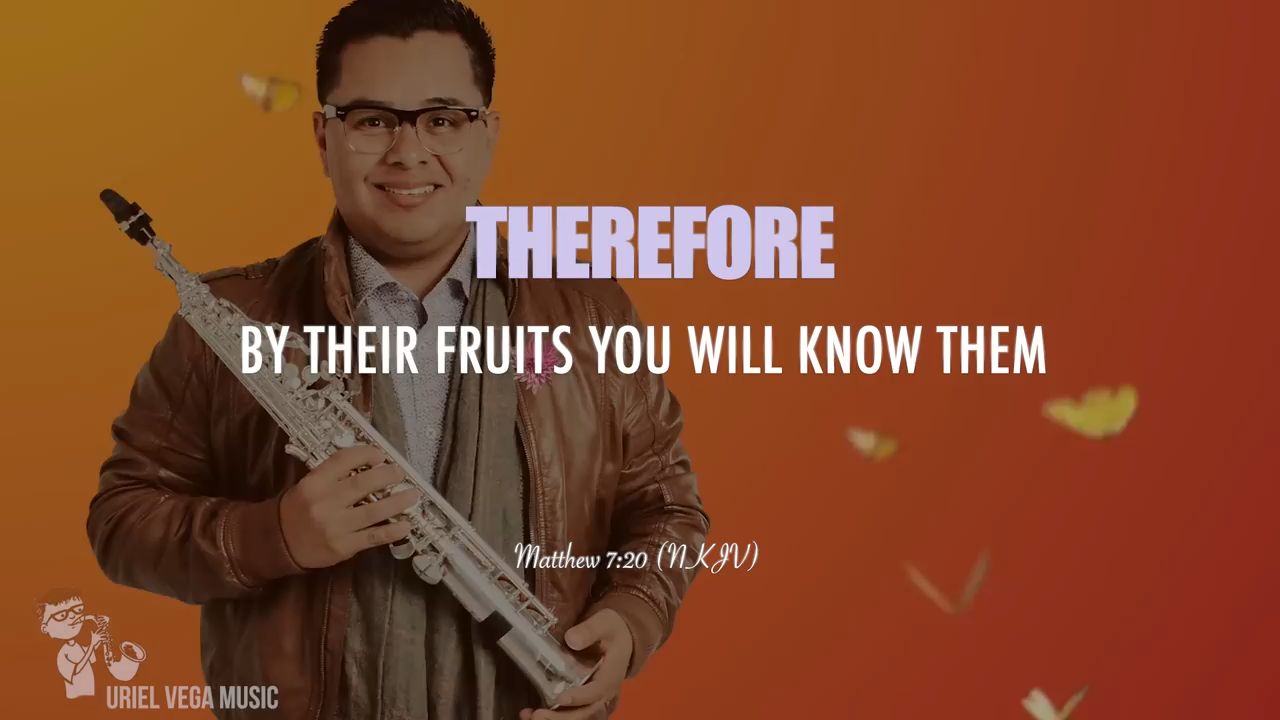 THEREFORE
BY THEIR FRUITS YOU WILL KNOW THEM
Matthew 7:20 (NKJV)
URIEL VEGA MUSIC